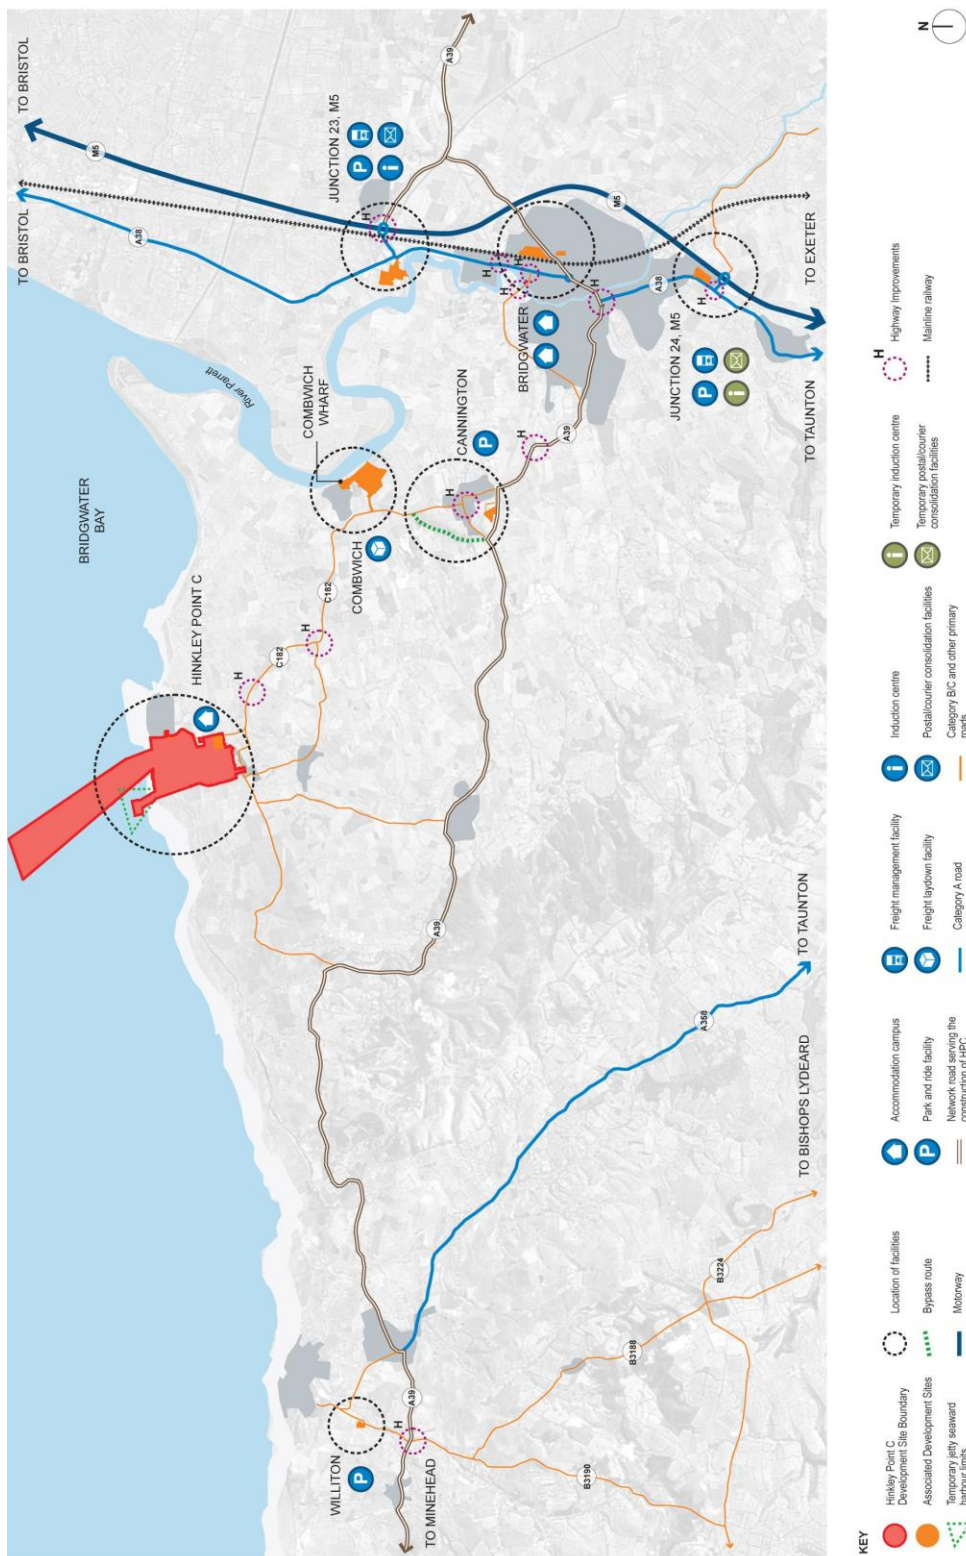 BRIDGWATER
BAY
HINKLEY POINT C
River Parrett
TO BRISTOL
TO BRISTOL
M5
A38
C182
C182
COMBWICH
WHARF
COMBWICH
JUNCTION 23, M5
P
i
A39
CANNINGTON
P
BRIDGWATER
A39
M5
A38
JUNCTION 24, M5
P
i
TO TAUNTON
TO EXETER
WILLITON
P
A39
TO MINEHEAD
A39
A358
TO TAUNTON
TO BISHOPS LYDEARD
B3190
B3188
B3224
H
H
H
H
H
H
H
H
H
H
H
N
KEY
Hinkley Point C
Development Site Boundary
Associated Development Sites
Temporary jetty seaward
harbour limits
Location of facilities
Bypass route
Motorway
Accommodation campus
P
Park and ride facility
Network road serving the
construction of HPC
Freight management facility
Freight laydown facility
Category A road
i
Induction centre
Postal/courier consolidation facilities
Category B/C and other primary
roads
i
Temporary induction centre
Temporary postal/courier
consolidation facilities
H
Highway Improvements
Mainline railway